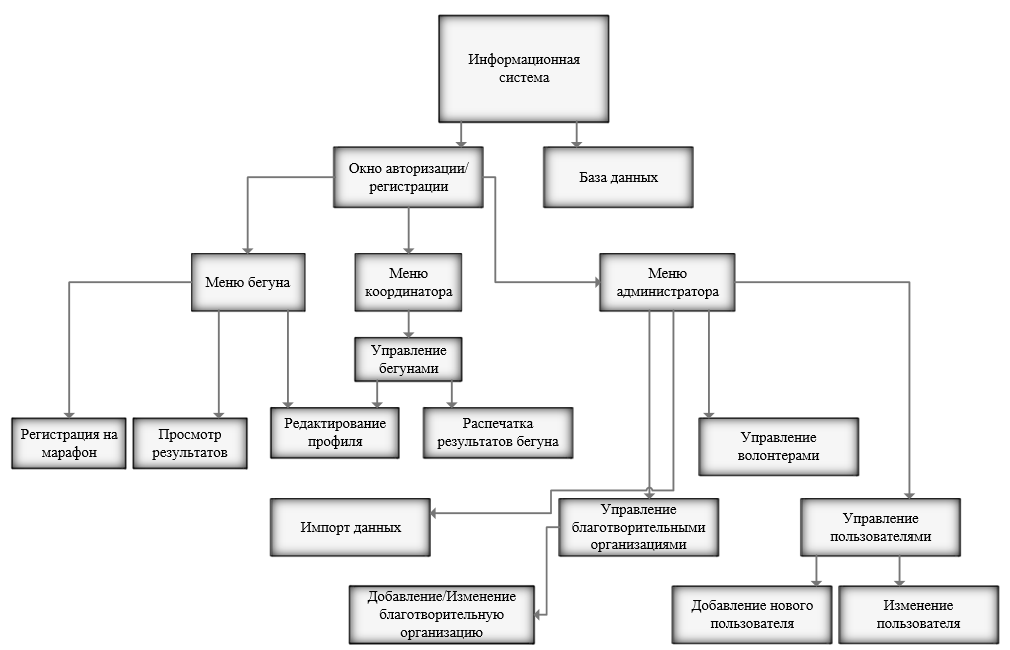 Информационная
система
Окно авторизации/
регистрации
База данных
Меню бегуна
Меню
координатора
Меню
администратора
Управление
бегунами
Регистрация на
марафон
Просмотр
результатов
Редактирование
профиля
Распечатка
результатов бегуна
Управление
волонтерами
Импорт данных
Управление
благотворительными
организациями
Управление
пользователями
Добавление/Изменение
благотворительную
организацию
Добавление нового
пользователя
Изменение
пользователя